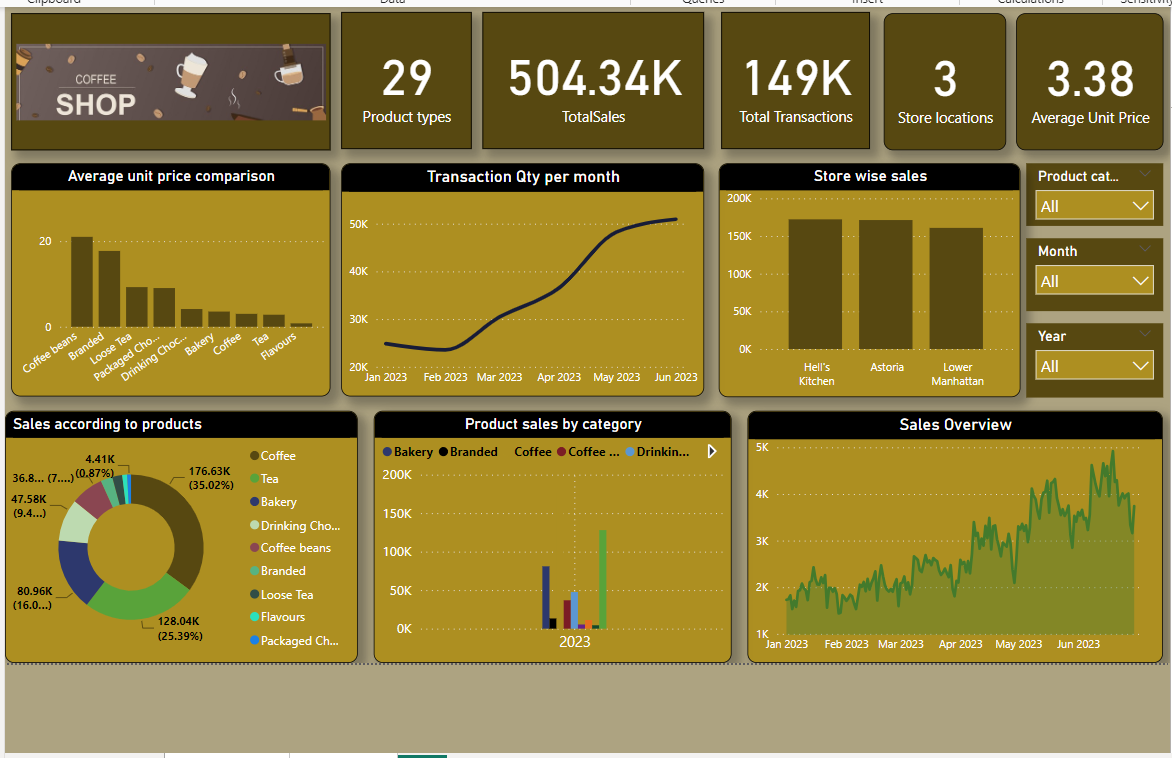 Clipboard
Data
Queries
Insert
Calculations
Sensitivity
COFFEE
SHOP
29
Product types
504.34K
TotalSales
149K
Total Transactions
3
Store locations
3.38
Average Unit Price
Average unit price comparison
20
0
Coffee beans
Branded
Loose Tea
Packaged Cho...
Drinking Choc...
Bakery
Coffee
Tea
Flavours
Transaction Qty per month
50K
40K
30K
20K
Jan 2023
Feb 2023
Mar 2023
Apr 2023
May 2023
Jun 2023
Store wise sales
200K
150K
100K
50K
0K
Hell's
Kitchen
Astoria
Lower
Manhattan
Product cat...
All
Month
All
Year
All
Sales according to products
4.41K
(0.87%)
36.8... (7....)
47.58K
(9.4...)
80.96K
(16.0...)
128.04K
(25.39%)
176.63K
(35.02%)
Coffee
Tea
Bakery
Drinking Cho...
Coffee beans
Branded
Loose Tea
Flavours
Packaged Ch...
Product sales by category
Bakery
Branded
Coffee
Coffee ...
Drinkin...
200K
150K
100K
50K
0K
2023
Sales Overview
5K
4K
3K
2K
1K
Jan 2023
Feb 2023
Mar 2023
Apr 2023
May 2023
Jun 2023